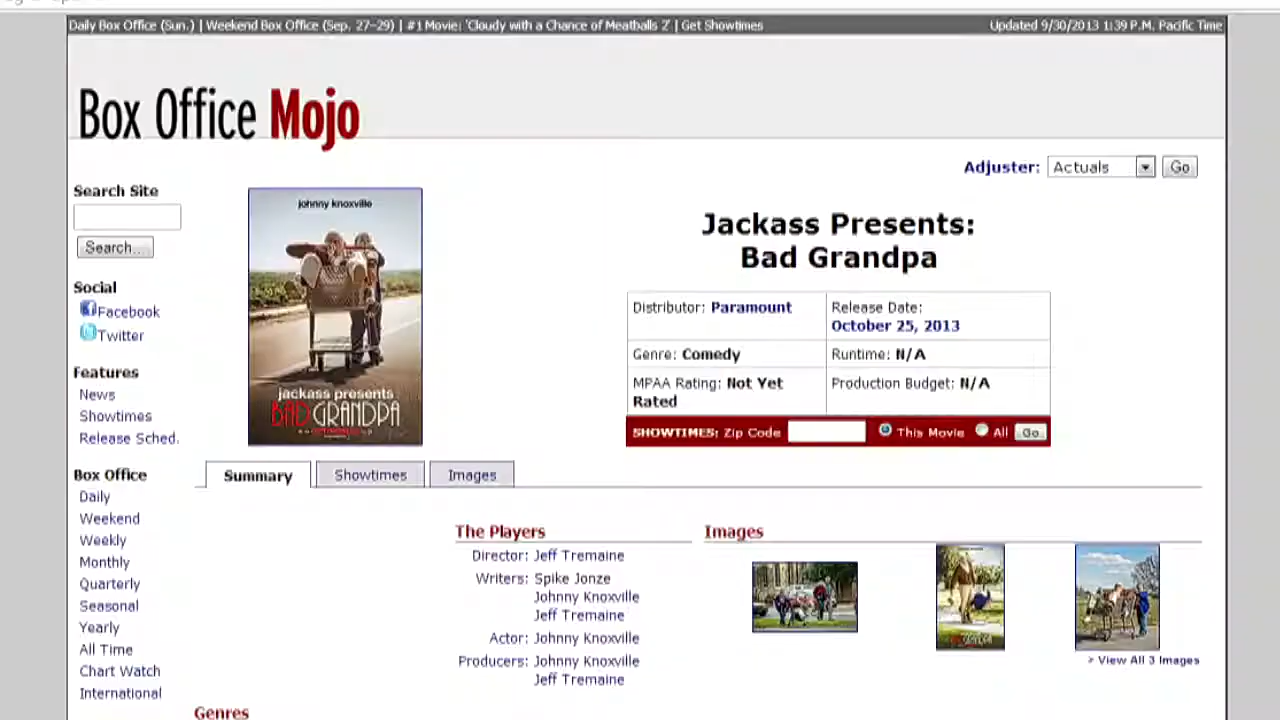 Daily Box Office (Sun.) | Weekend Box Office (Sep. 27–29) | #1 Movie: 'Cloudy with a Chance of Meatballs 2' | Get Showtimes
Updated 9/30/2013 1:39 P.M. Pacific Time
Box Office Mojo
Adjuster: Actuals Go
Search Site
Search...
Social
Facebook
Twitter
Features
News
Showtimes
Release Sched.
Box Office
Daily
Weekend
Weekly
Monthly
Quarterly
Seasonal
Yearly
All Time
Chart Watch
International
johnny knoxville
jackass presents
BAD GRANDPA
Jackass Presents:
Bad Grandpa
Distributor: Paramount
Release Date:
October 25, 2013
Genre: Comedy
Runtime: N/A
MPAA Rating: Not Yet
Rated
Production Budget: N/A
SHOWTIMES: Zip Code This Movie All Go
Summary Showtimes Images
The Players
Director: Jeff Tremaine
Writers: Spike Jonze
Johnny Knoxville
Jeff Tremaine
Actor: Johnny Knoxville
Producers: Johnny Knoxville
Jeff Tremaine
Images
> View All 3 Images
Genres